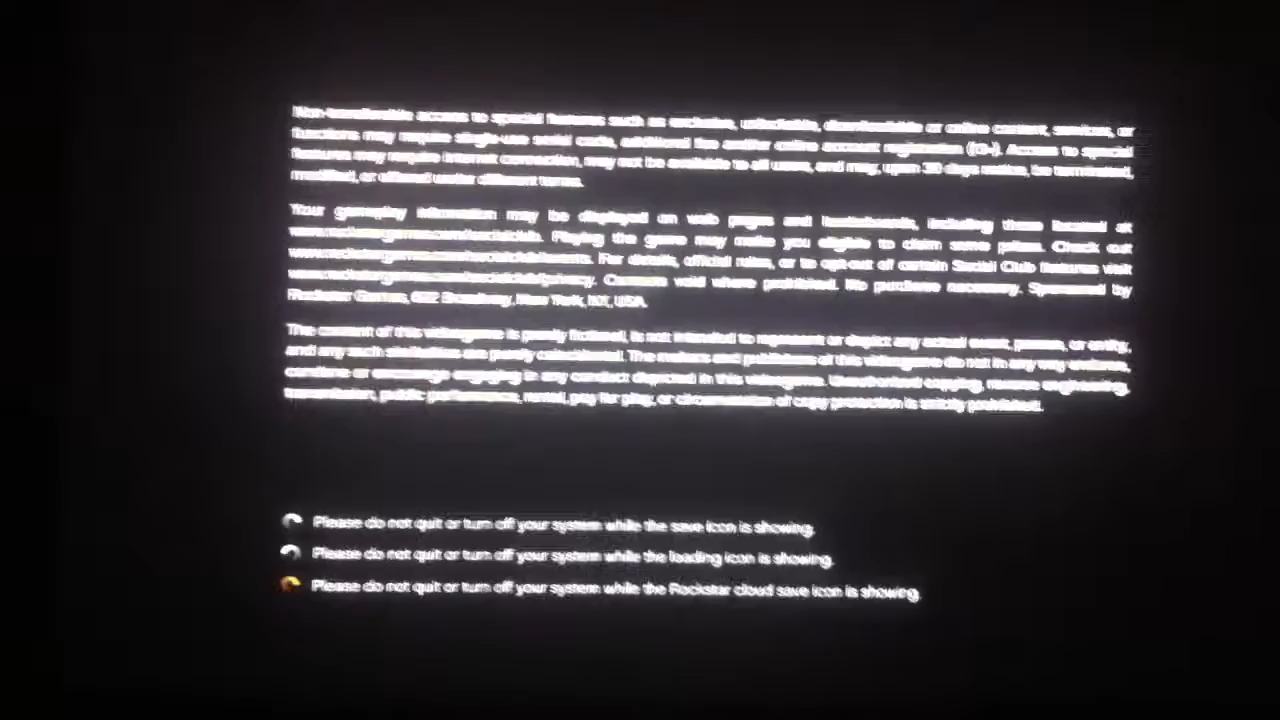 Non-transferable access to special features such as exclusive, unlockable, downloadable or online content, services, or
functions may require single-use serial code, additional fee and/or online account registration (13+). Access to special
features may require internet connection, may not be available to all users, and may, upon 30 days notice, be terminated,
modified, or offered under different terms.
Your gameplay information may be displayed on web pages and leaderboards, including those located at
Playing the game may make you eligible to claim some prizes. Check out
For details, official rules, or to opt-out of certain Social Club features visit
Contests void where prohibited. No purchase necessary. Sponsored by
Rockstar Games, 622 Broadway, New York, NY, USA.
The content of this videogame is purely fictional, is not intended to represent or depict any actual event, person, or entity,
and any such similarities are purely coincidental. The makers and publishers of this videogame do not in any way endorse,
condone or encourage engaging in any conduct depicted in this videogame. Unauthorized copying, reverse engineering,
transmission, public performance, rental, pay for play, or circumvention of copy protection is strictly prohibited.
Please do not quit or turn off your system while the save icon is showing.
Please do not quit or turn off your system while the loading icon is showing.
Please do not quit or turn off your system while the Rockstar cloud save icon is showing.